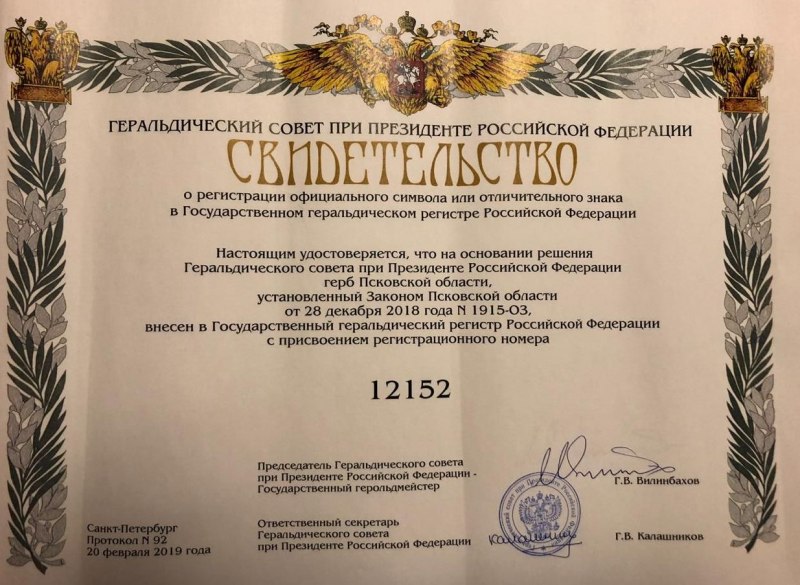 ГЕРАЛЬДИЧЕСКИЙ СОВЕТ ПРИ ПРЕЗИДЕНТЕ РОССИЙСКОЙ ФЕДЕРАЦИИ
СВИДЕТЕЛЬСТВО
о регистрации официального символа или отличительного знака
в Государственном геральдическом регистре Российской Федерации
Настоящим удостоверяется, что на основании решения
Геральдического совета при Президенте Российской Федерации
герб Псковской области,
установленный Законом Псковской области
от 28 декабря 2018 года N 1915-ОЗ,
внесен в Государственный геральдический регистр Российской Федерации
с присвоением регистрационного номера
12152
Председатель Геральдического совета
при Президенте Российской Федерации -
Государственный герольдмейстер
Г.В. Вилинбахов
Санкт-Петербург
Протокол N 92
20 февраля 2019 года
Ответственный секретарь
Геральдического совета
при Президенте Российской Федерации
Г.В. Калашников